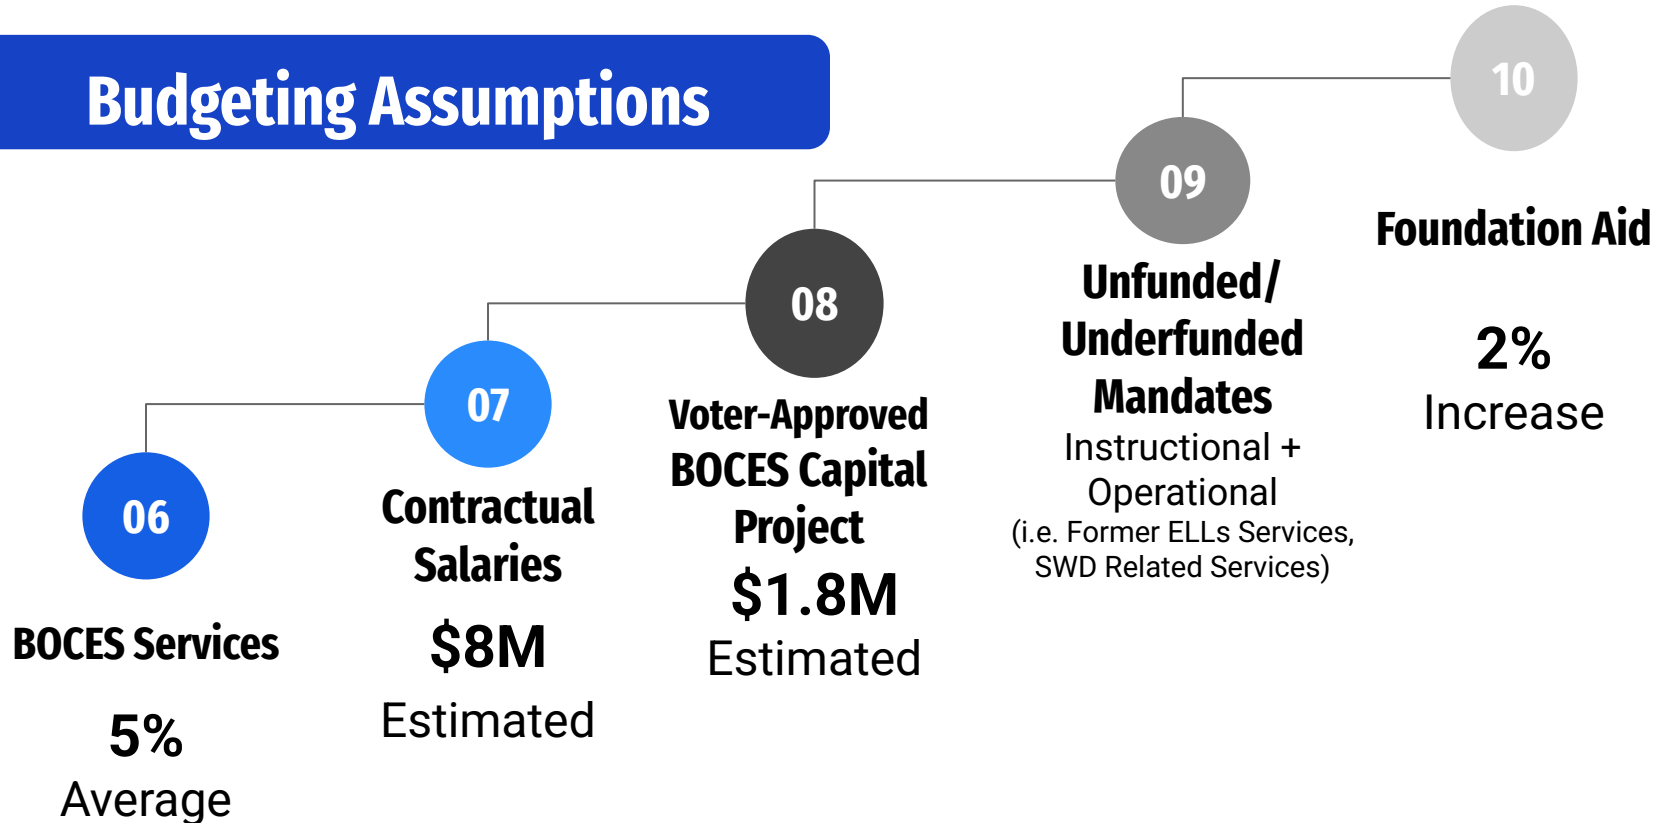 Budgeting Assumptions
06
BOCES Services
5%
Average
07
Contractual
Salaries
$8M
Estimated
08
Voter-Approved
BOCES Capital
Project
$1.8M
Estimated
09
Unfunded/
Underfunded
Mandates
Instructional +
Operational
(i.e. Former ELLs Services,
SWD Related Services)
10
Foundation Aid
2%
Increase